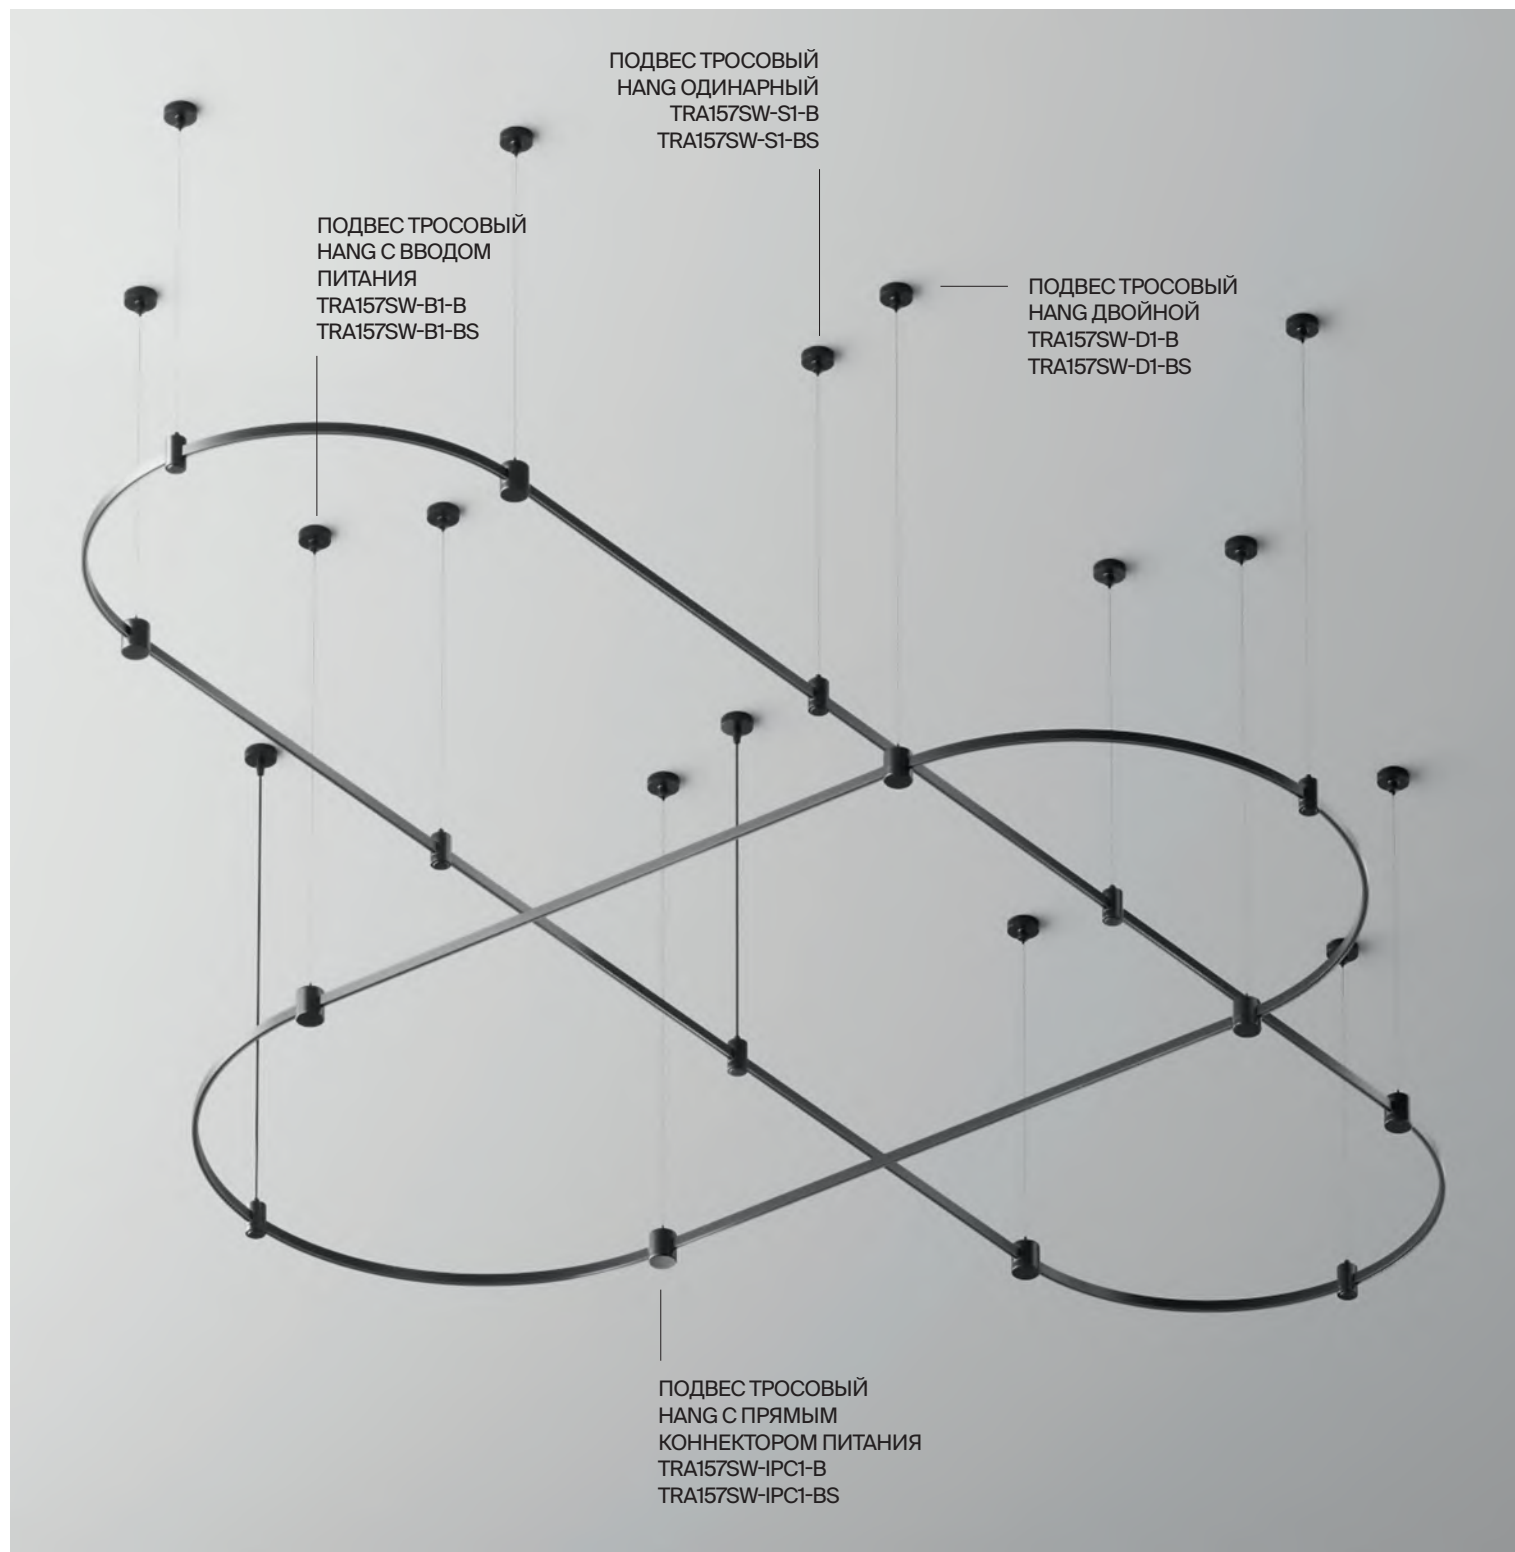 ПОДВЕС ТРОСОВЫЙ
HANG ОДИНАРНЫЙ
TRA157SW-S1-B
TRA157SW-S1-BS
ПОДВЕС ТРОСОВЫЙ
HANG С ВВОДОМ
ПИТАНИЯ
TRA157SW-B1-B
TRA157SW-B1-BS
ПОДВЕС ТРОСОВЫЙ
HANG ДВОЙНОЙ
TRA157SW-D1-B
TRA157SW-D1-BS
ПОДВЕС ТРОСОВЫЙ
HANG С ПРЯМЫМ
КОННЕКТОРОМ ПИТАНИЯ
TRA157SW-IPC1-B
TRA157SW-IPC1-BS